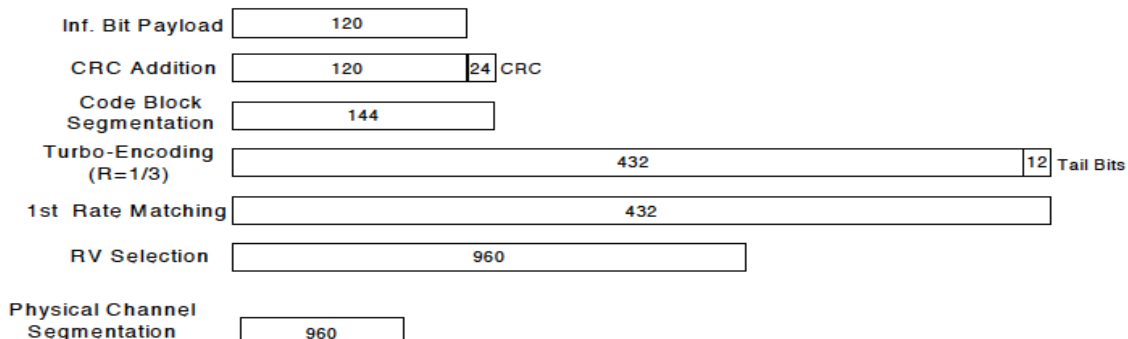 Inf. Bit Payload 120
CRC Addition 120 24 CRC
Code Block
Segmentation 144
Turbo-Encoding
(R=1/3) 432 12 Tail Bits
1st Rate Matching 432
RV Selection 960
Physical Channel
Segmentation 960